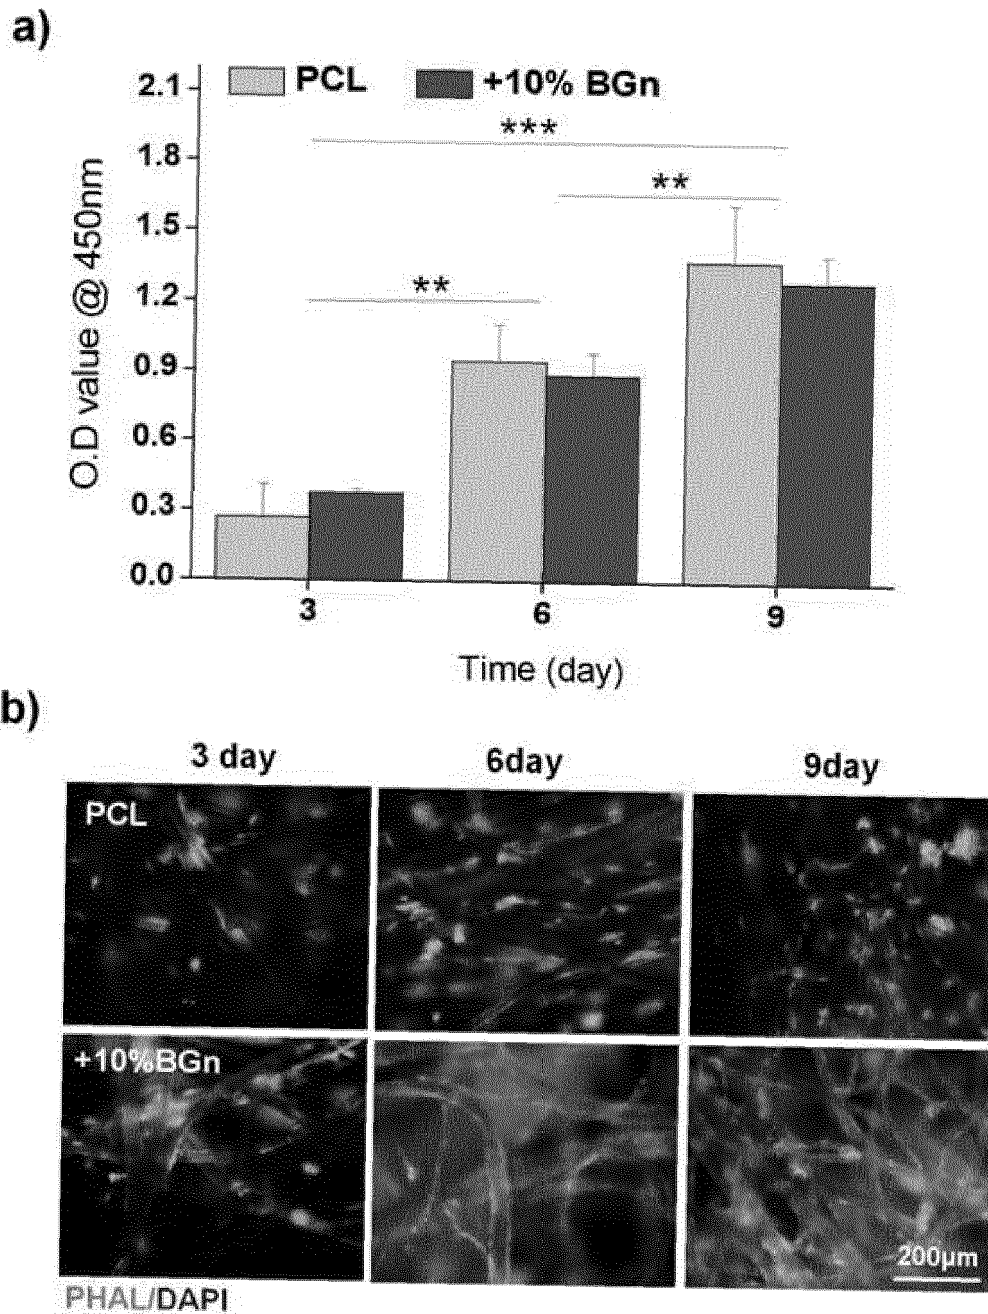 a)
PCL +10% BGn
2.1
1.8
1.5
1.2
0.9
0.6
0.3
0.0
O.D value @ 450nm
***
**
**
3 6 9
Time (day)
b)
3 day 6day 9day
PCL
+10%BGn
200µm
PHAL/DAPI